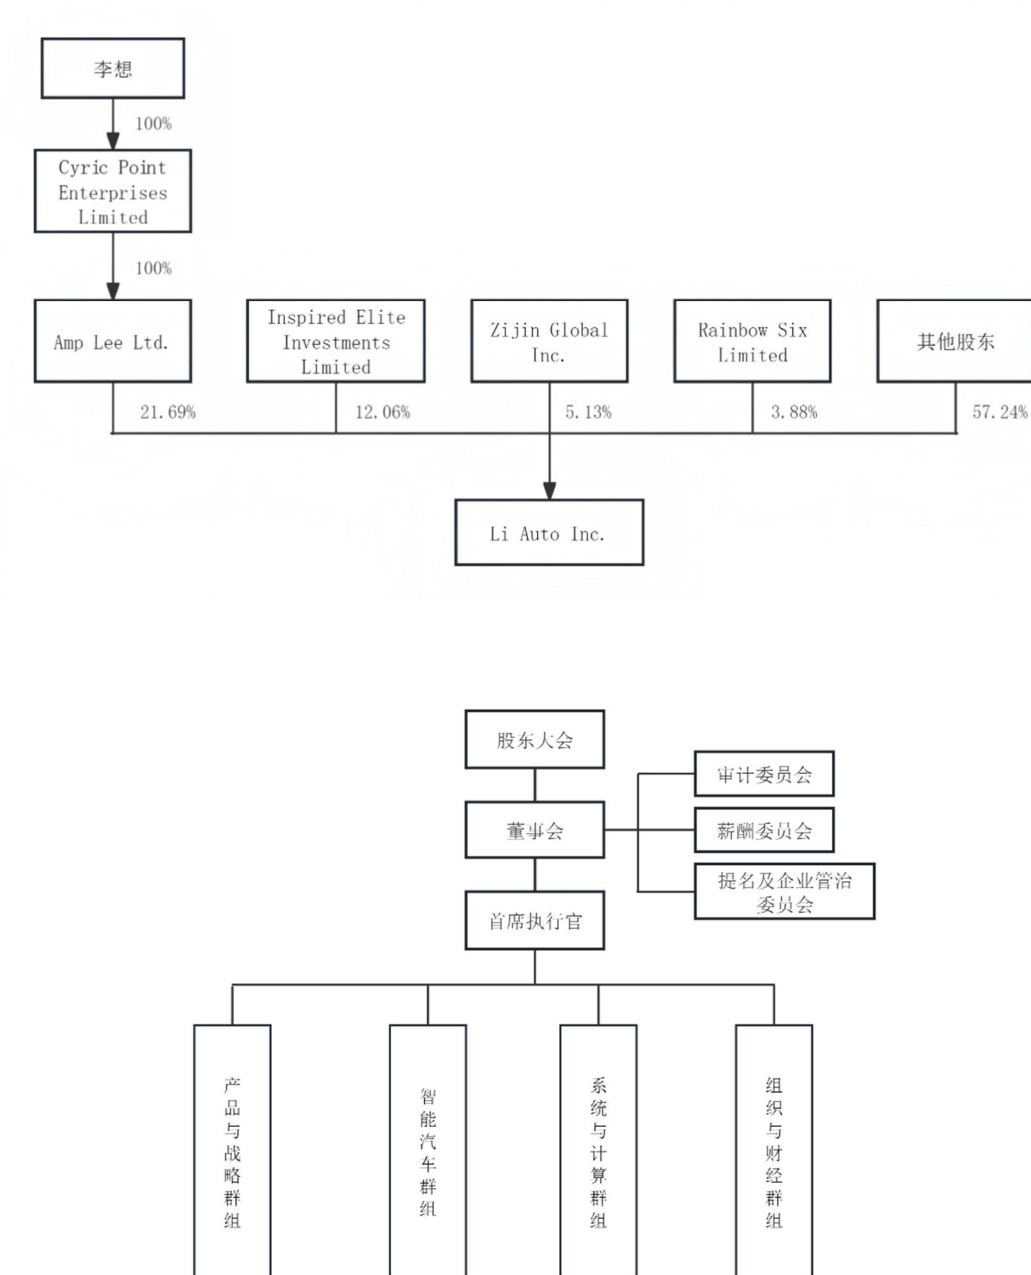 李想
100%
Cyric Point
Enterprises
Limited
100%
Amp Lee Ltd.
Inspired Elite
Investments
Limited
Zijin Global
Inc.
Rainbow Six
Limited
其他股东
21.69%
12.06%
5.13%
3.88%
57.24%
Li Auto Inc.
股东大会
审计委员会
董事会
薪酬委员会
提名及企业管治
委员会
首席执行官
产品与战略群组
智能汽车群组
系统与计算群组
组织与财经群组